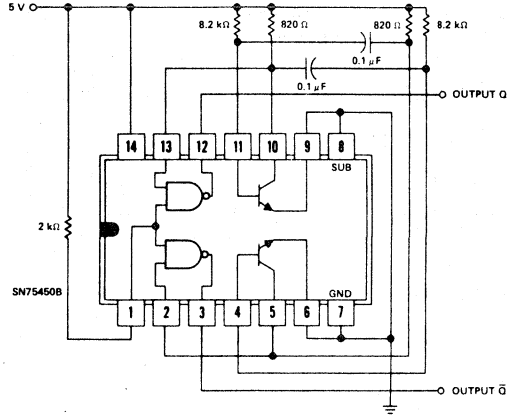 5 V
8.2 kΩ
820 Ω
820 Ω
8.2 kΩ
0.1 μF
0.1 μF
OUTPUT Q
14
13
12
11
10
9
8
SUB
2 kΩ
SN75450B
GND
1
2
3
4
5
6
7
OUTPUT Q̅